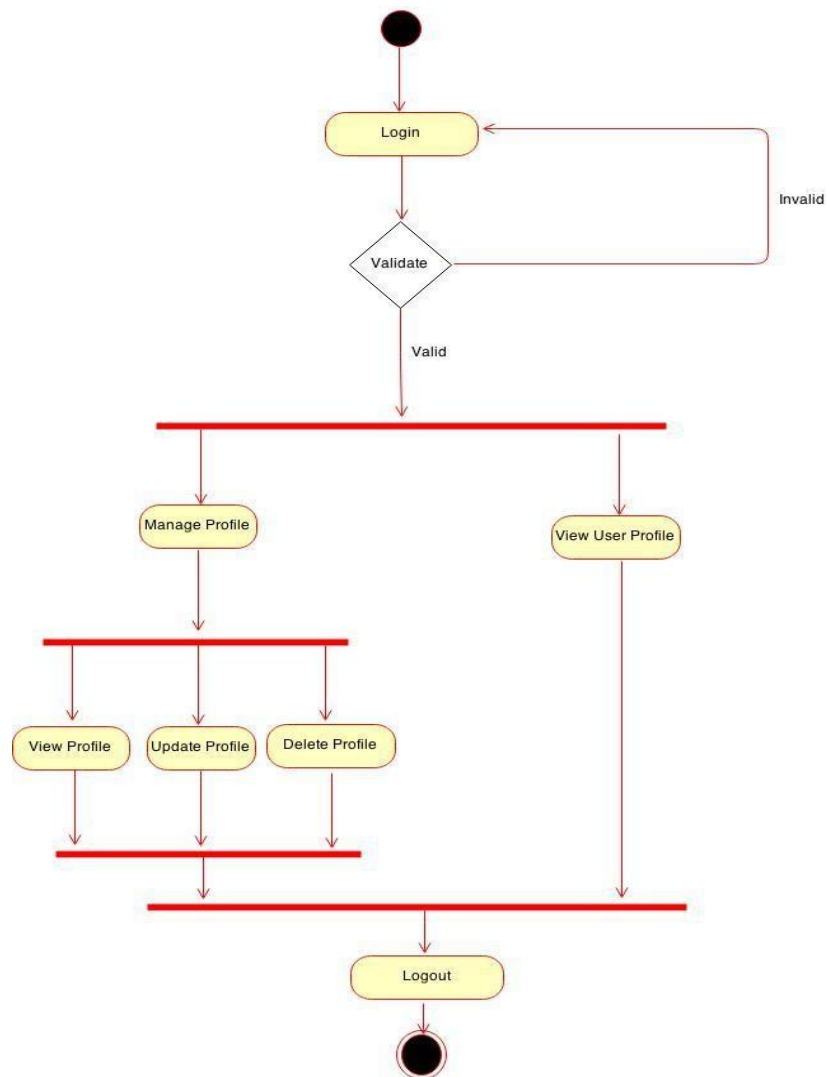 Login
Invalid
Validate
Valid
Manage Profile
View User Profile
View Profile
Update Profile
Delete Profile
Logout